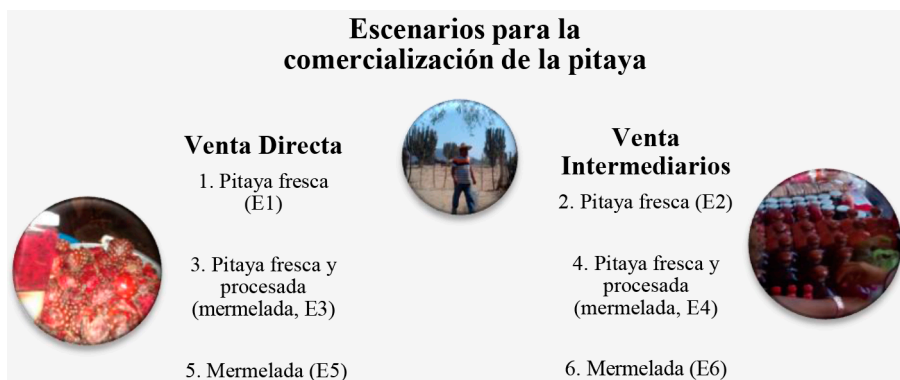 Escenarios para la
comercialización de la pitaya
Venta Directa
1. Pitaya fresca
(E1)
3. Pitaya fresca y
procesada
(mermelada, E3)
5. Mermelada (E5)
Venta
Intermediarios
2. Pitaya fresca (E2)
4. Pitaya fresca y
procesada
(mermelada, E4)
6. Mermelada (E6)